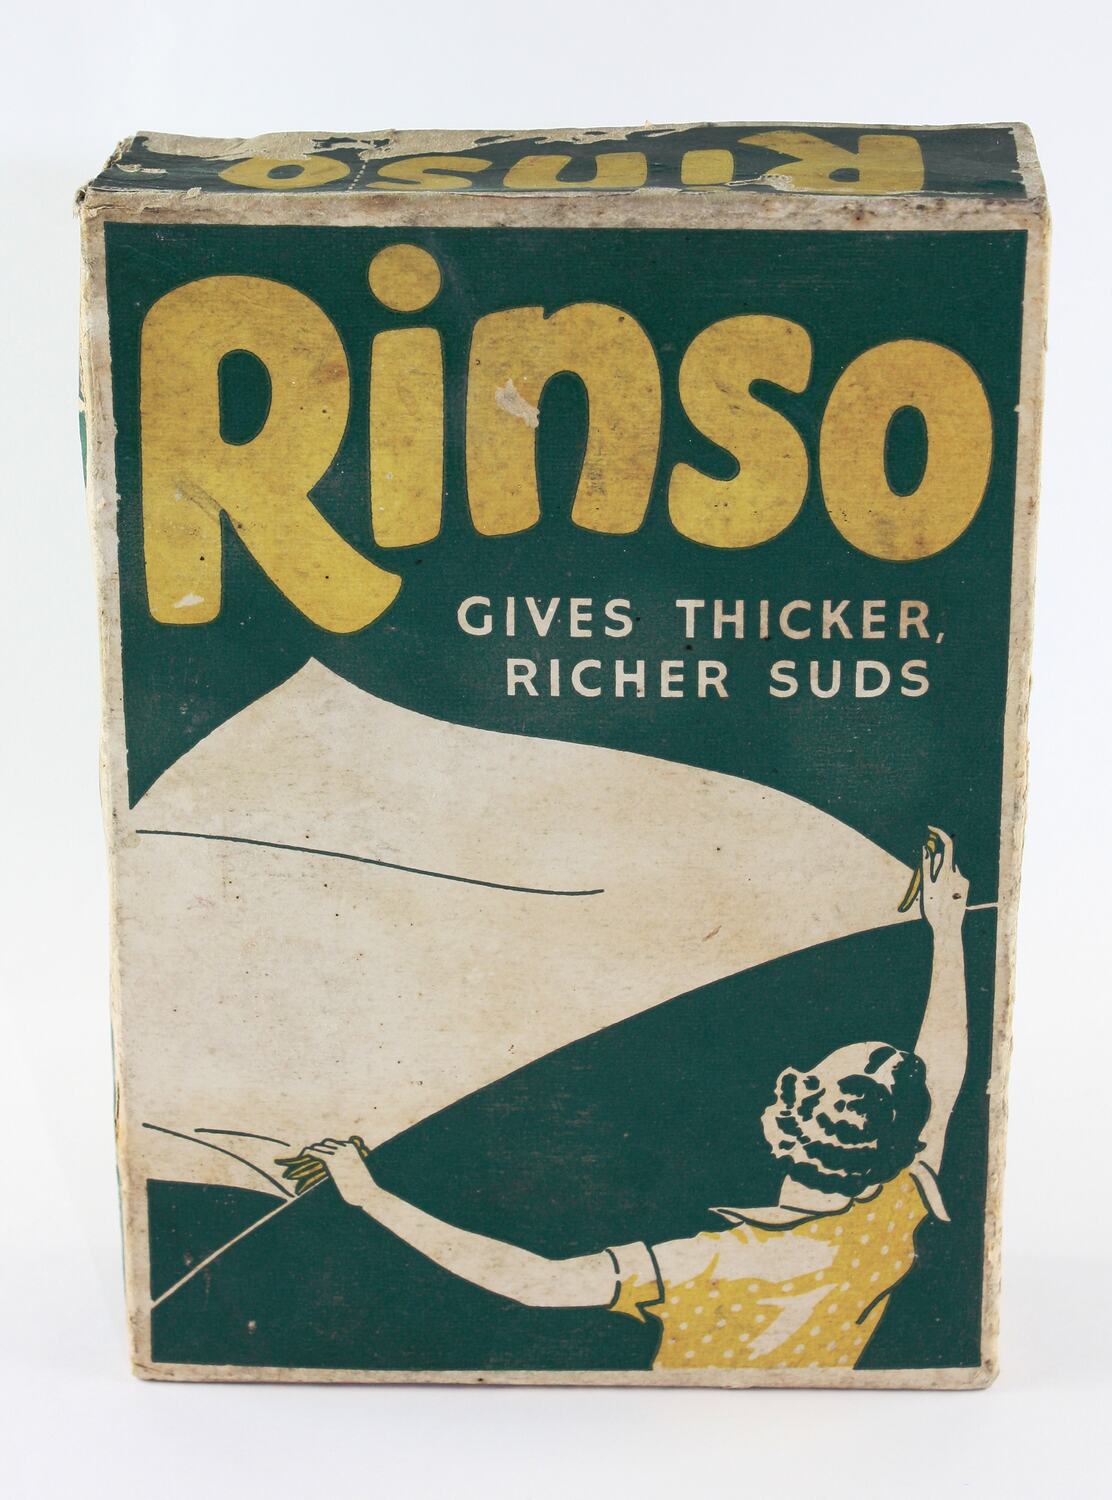 Rinso
Rinso
GIVES THICKER,
RICHER SUDS